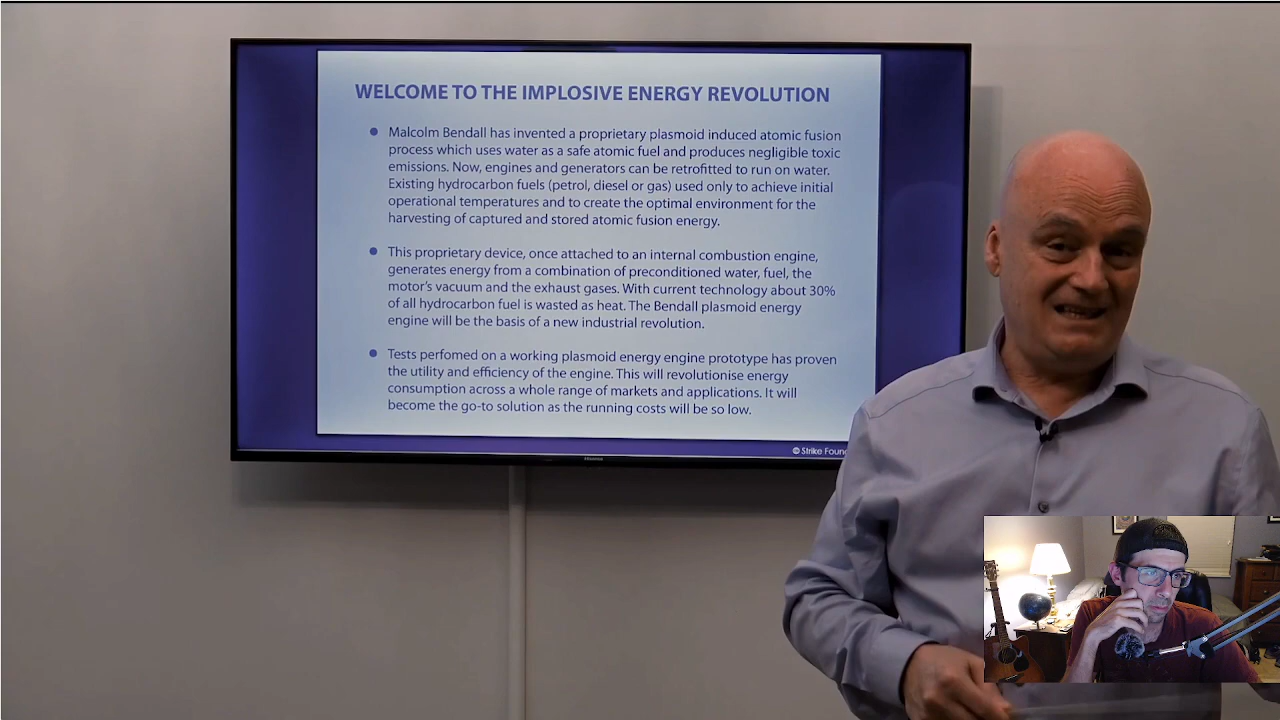 WELCOME TO THE IMPLOSIVE ENERGY REVOLUTION
Malcolm Bendall has invented a proprietary plasmoid induced atomic fusion
process which uses water as a safe atomic fuel and produces negligible toxic
emissions. Now, engines and generators can be retrofitted to run on water.
Existing hydrocarbon fuels (petrol, diesel or gas) used only to achieve initial
operational temperatures and to create the optimal environment for the
harvesting of captured and stored atomic fusion energy.
This proprietary device, once attached to an internal combustion engine,
generates energy from a combination of preconditioned water, fuel, the
motor's vacuum and the exhaust gases. With current technology about 30%
of all hydrocarbon fuel is wasted as heat. The Bendall plasmoid energy
engine will be the basis of a new industrial revolution.
Tests perfomed on a working plasmoid energy engine prototype has proven
the utility and efficiency of the engine. This will revolutionise energy
consumption across a whole range of markets and applications. It will
become the go-to solution as the running costs will be so low.
© Strike Foun
Hisense